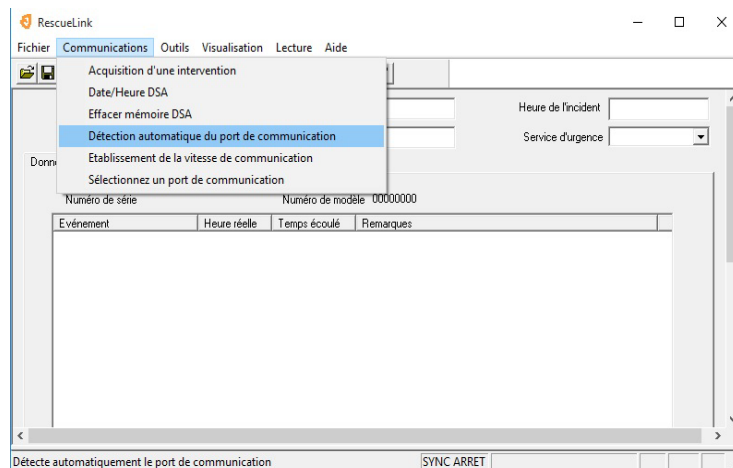 RescueLink
Fichier Communications Outils Visualisation Lecture Aide
Acquisition d'une intervention
Date/Heure DSA
Effacer mémoire DSA
Détection automatique du port de communication
Etablissement de la vitesse de communication
Sélectionnez un port de communication
Heure de l'incident
Service d'urgence
Donn
Numéro de série Numéro de modèle 00000000
Evénement Heure réelle Temps écoulé Remarques
Détecte automatiquement le port de communication SYNC ARRET